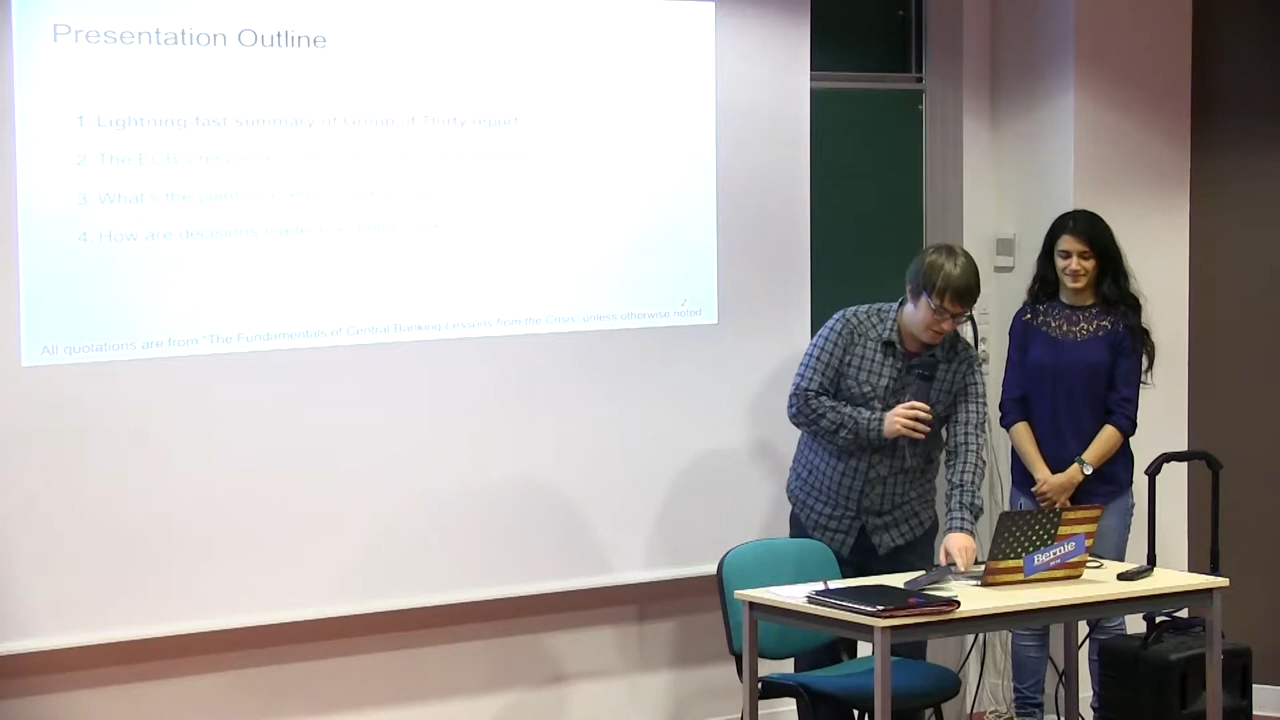 Presentation Outline
1. Lightning-fast summary of Group of Thirty report
2. The ECB's
3. What's the point
4. How are decisions made
All quotations are from "The Fundamentals of Central Banking Lessons from the Crisis" unless otherwise noted
Bernie